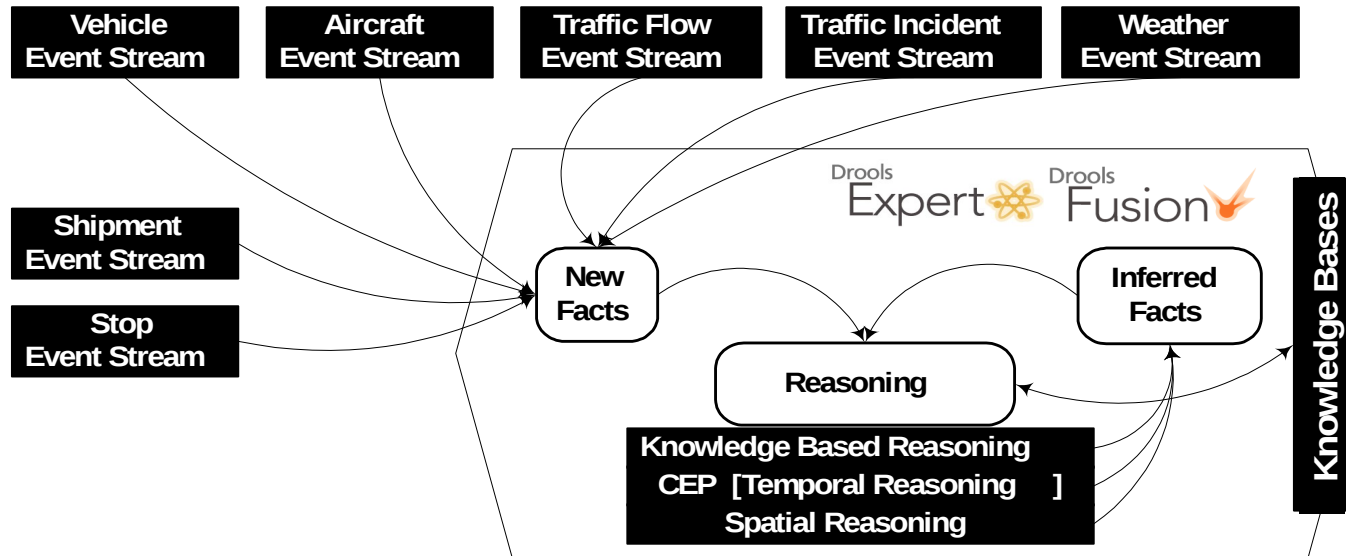 Vehicle
Event Stream
Aircraft
Event Stream
Traffic Flow
Event Stream
Traffic Incident
Event Stream
Weather
Event Stream
Drools
Expert
Drools
Fusion
Shipment
Event Stream
Stop
Event Stream
New
Facts
Inferred
Facts
Reasoning
Knowledge Based Reasoning
CEP [Temporal Reasoning ]
Spatial Reasoning
Knowledge Bases